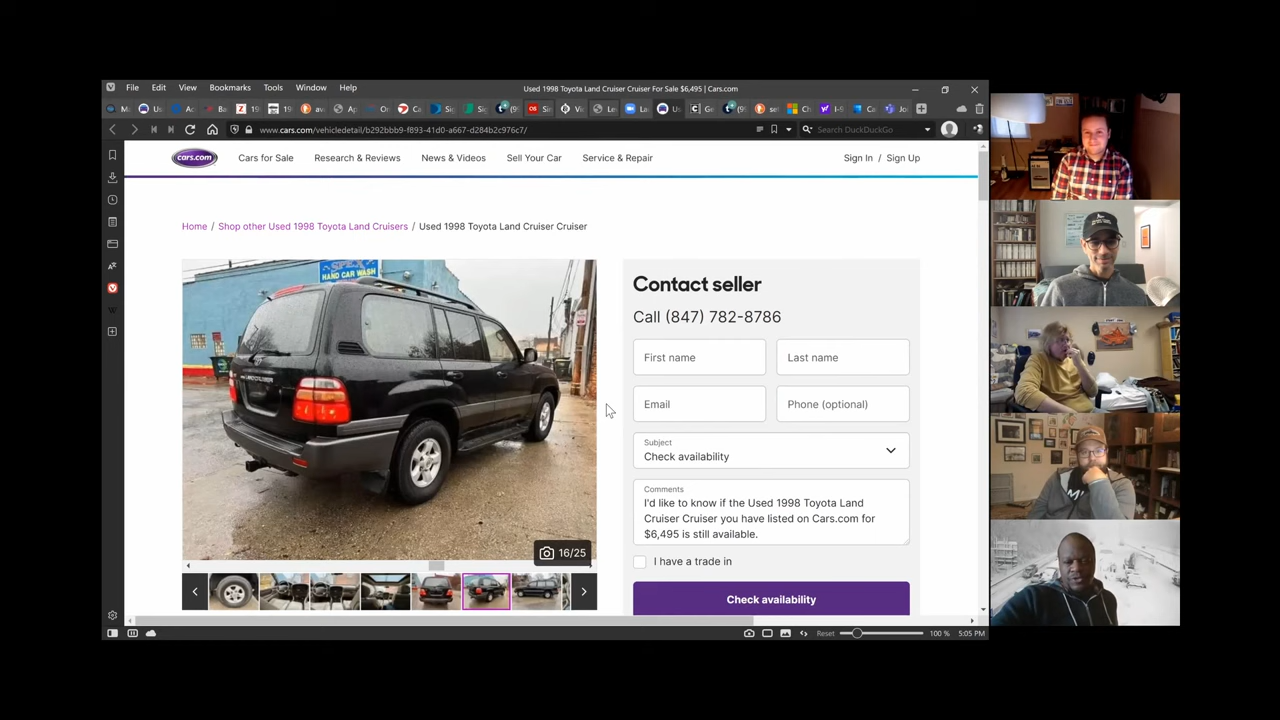 File Edit View Bookmarks Tools Window Help
Used 1998 Toyota Land Cruiser Cruiser For Sale $6,495 | Cars.com
www.cars.com/vehicledetail/b292bbb9-f893-41d0-a667-d284b2c976c7/
Search DuckDuckGo
cars.com
Cars for Sale
Research & Reviews
News & Videos
Sell Your Car
Service & Repair
Sign In / Sign Up
Home / Shop other Used 1998 Toyota Land Cruisers / Used 1998 Toyota Land Cruiser Cruiser
HAND CAR WASH
LAND CRUISER
16/25
Contact seller
Call (847) 782-8786
First name
Last name
Email
Phone (optional)
Subject
Check availability
Comments
I'd like to know if the Used 1998 Toyota Land
Cruiser Cruiser you have listed on Cars.com for
$6,495 is still available.
I have a trade in
Check availability
Reset
100 %
5:05 PM